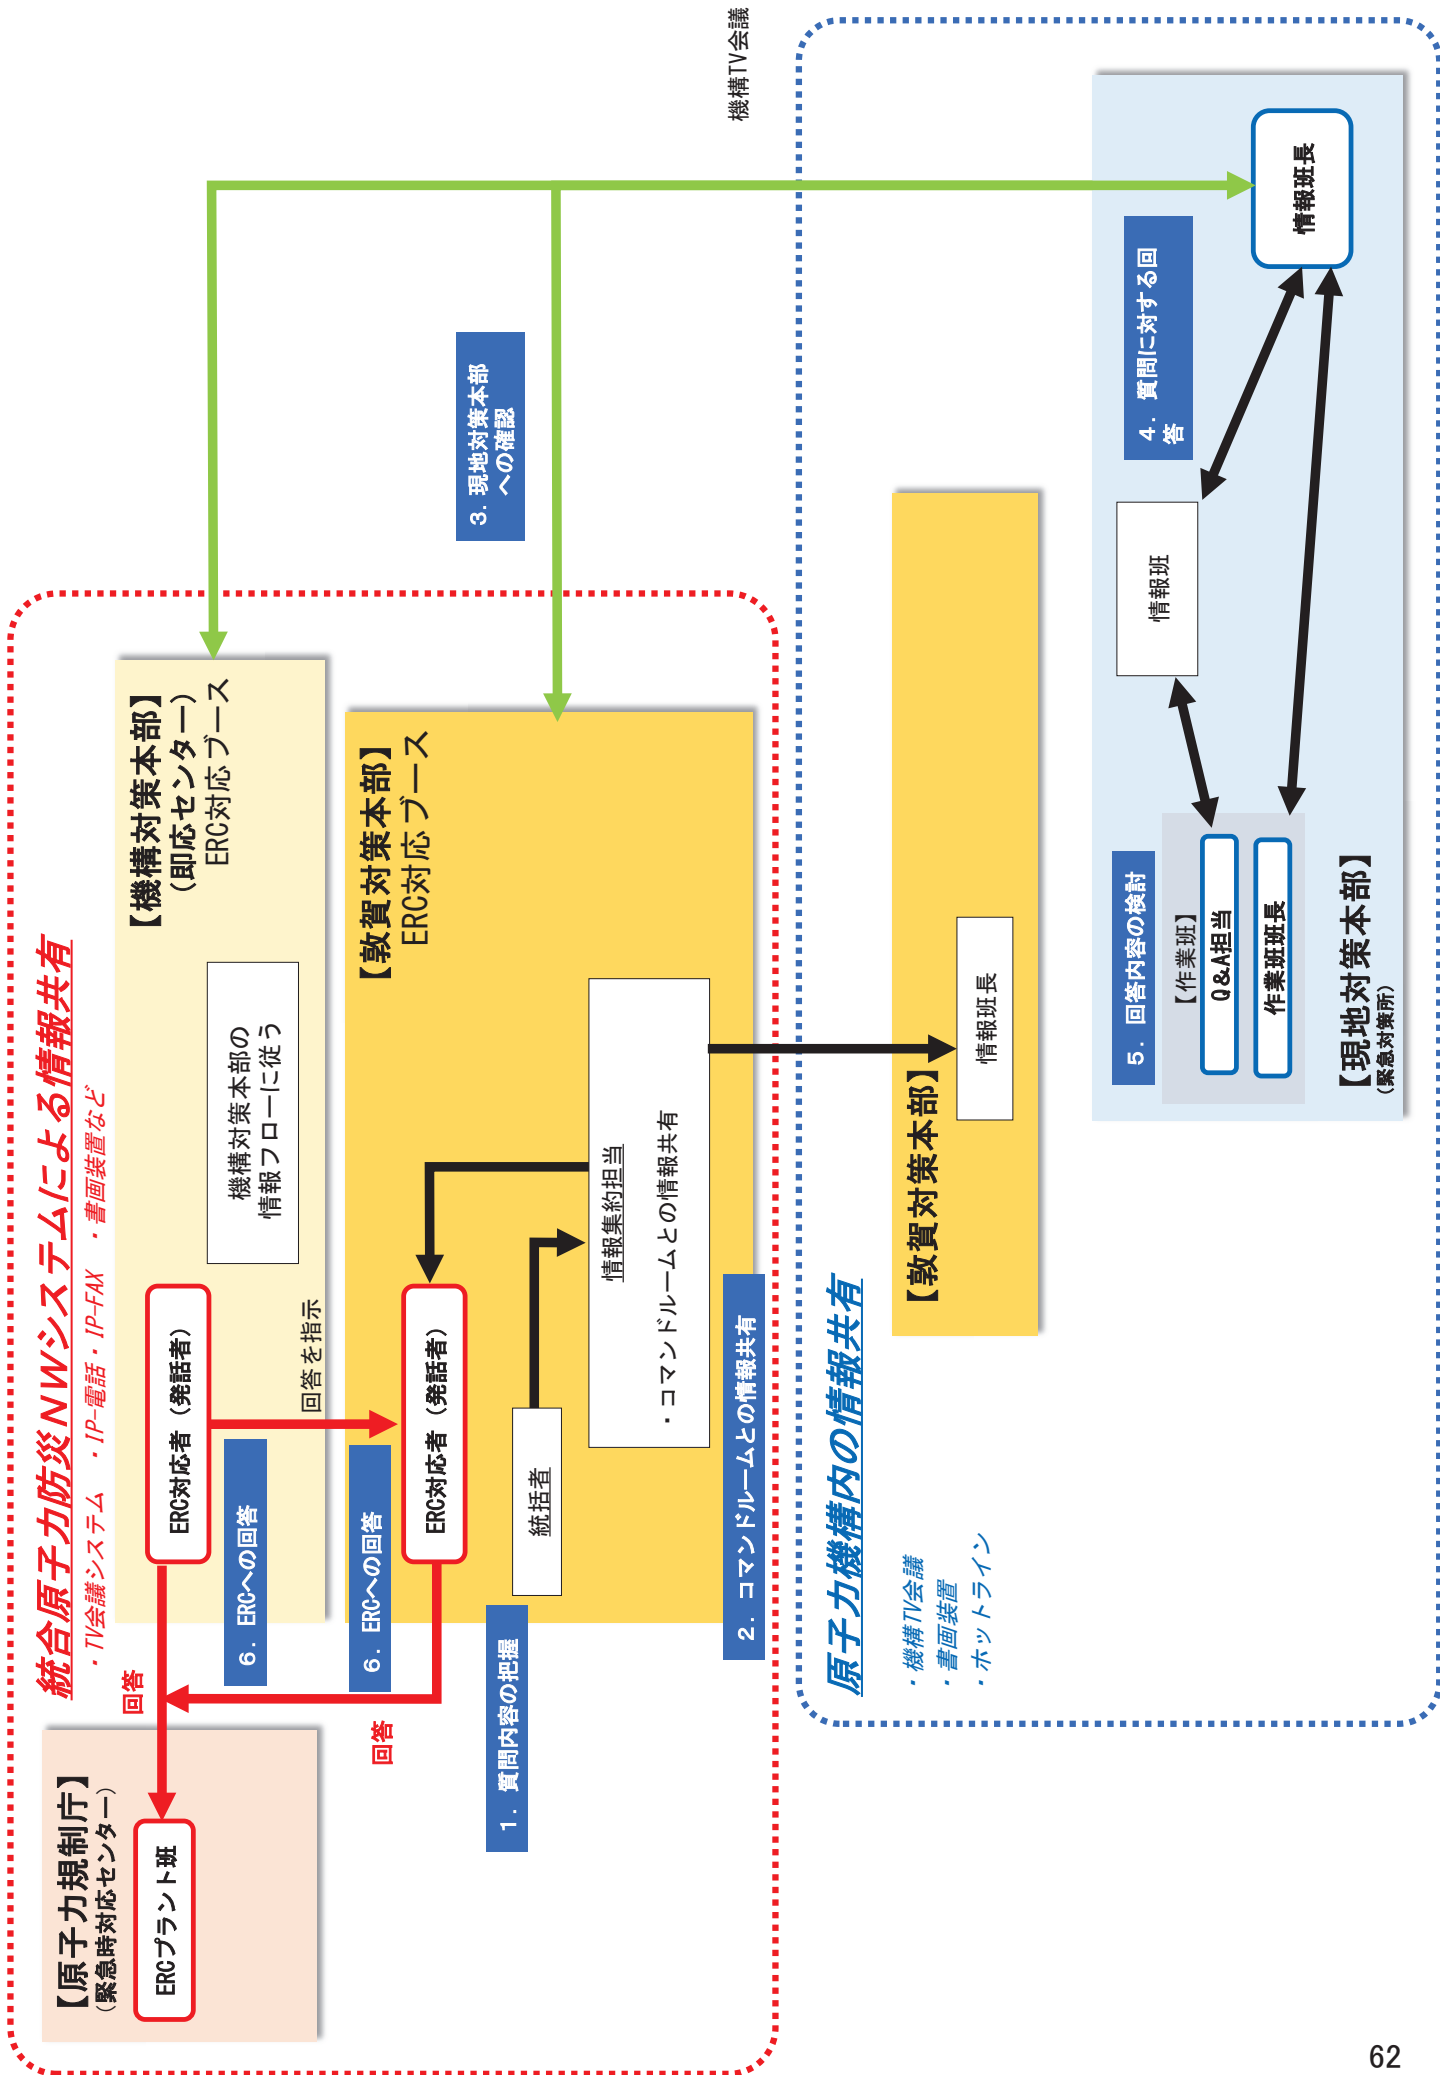 統合原子力防災NWシステムによる情報共有
・TV会議システム ・IP-電話・IP-FAX ・書画装置など
【原子力規制庁】
（緊急時対応センター）
ERCプラント班
回答
回答
ERC対応者（発話者）
6．ERCへの回答
回答を指示
機構対策本部の
情報フローに従う
【機構対策本部】
（即応センター）
ERC対応ブース
6．ERCへの回答
ERC対応者（発話者）
【敦賀対策本部】
ERC対応ブース
1．質問内容の把握
統括者
情報集約担当
・コマンドルームとの情報共有
2．コマンドルームとの情報共有
3．現地対策本部
への確認
機構TV会議
原子力機構内の情報共有
・機構TV会議
・書画装置
・ホットライン
【敦賀対策本部】
情報班長
5．回答内容の検討
【作業班】
Q&A担当
作業班班長
【現地対策本部】
（緊急対策所）
情報班
4．質問に対する回
答
情報班長
62